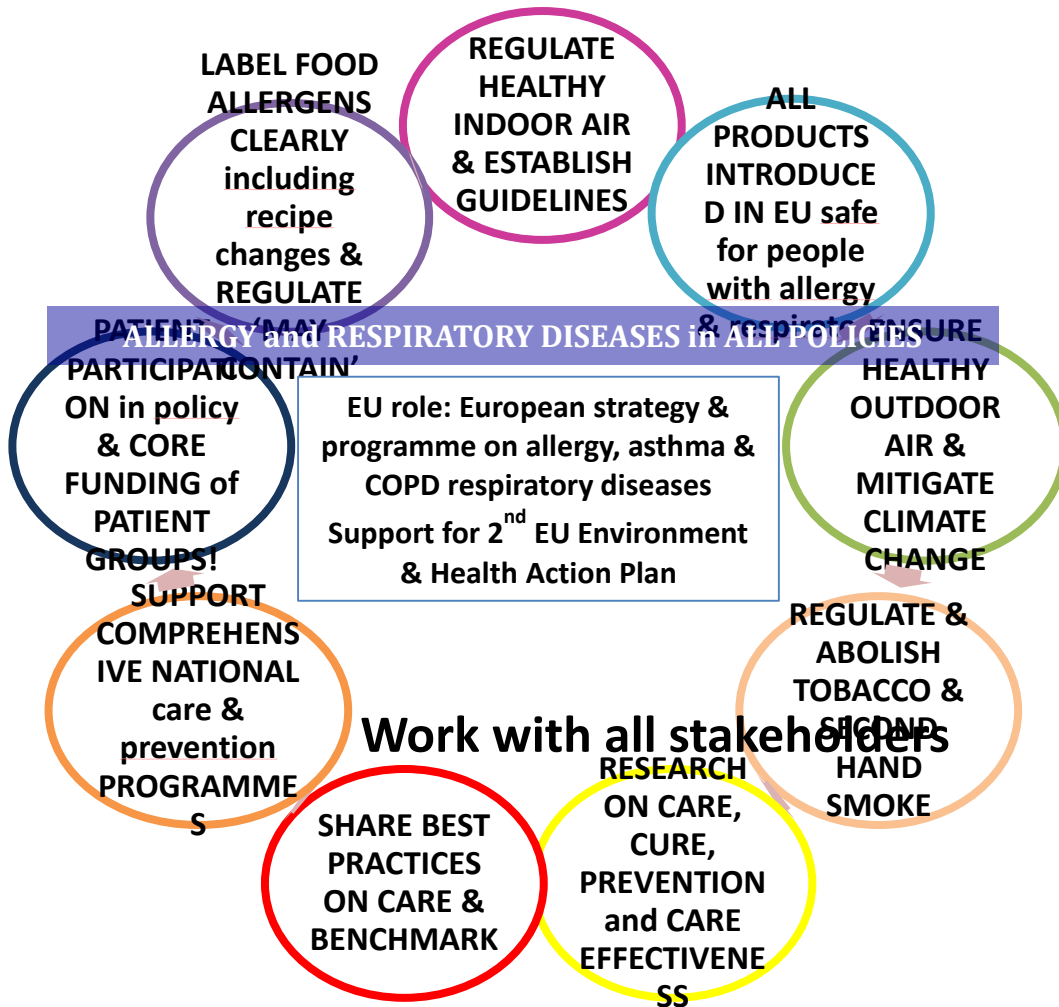 REGULATE
HEALTHY
INDOOR AIR
& ESTABLISH
GUIDELINES
ALL
PRODUCTS
INTRODUCE
D IN EU safe
for people
with allergy
&
ENSURE
HEALTHY
OUTDOOR
AIR &
MITIGATE
CLIMATE
CHANGE
REGULATE &
ABOLISH
TOBACCO &
SECOND
HAND
SMOKE
RESEARCH
ON CARE,
CURE,
PREVENTION
and CARE
EFFECTIVENE
SS
SHARE BEST
PRACTICES
ON CARE &
BENCHMARK
SUPPORT
COMPREHENS
IVE NATIONAL
care &
prevention
PROGRAMME
S
PATIENT
PARTICIPATI
ON in policy
& CORE
FUNDING of
PATIENT
GROUPS!
LABEL FOOD
ALLERGENS
CLEARLY
including
recipe
changes &
REGULATE
‘MAY
CONTAIN’
ALLERGY and RESPIRATORY DISEASES in ALL POLICIES
EU role: European strategy &
programme on allergy, asthma &
COPD respiratory diseases
Support for 2nd EU Environment
& Health Action Plan
Work with all stakeholders